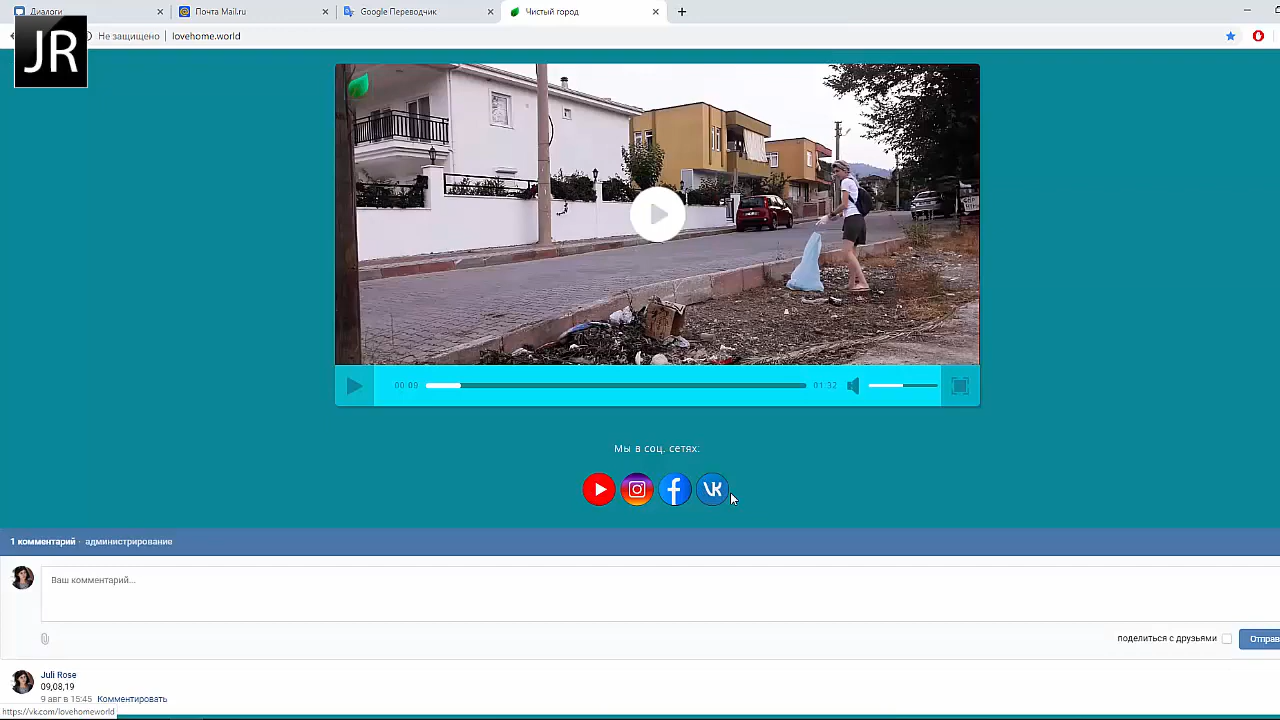 Диалоги
Почта Mail.ru
Google Переводчик
Чистый город
JR
Не защищено
lovehome.world
00:09
01:32
Мы в соц. сетях:
1 комментарий · администрирование
Ваш комментарий...
поделиться с друзьями
Отправ
Juli Rose
09,08,19
9 авг в 15:45 Комментировать
https://vk.com/lovehomeworld